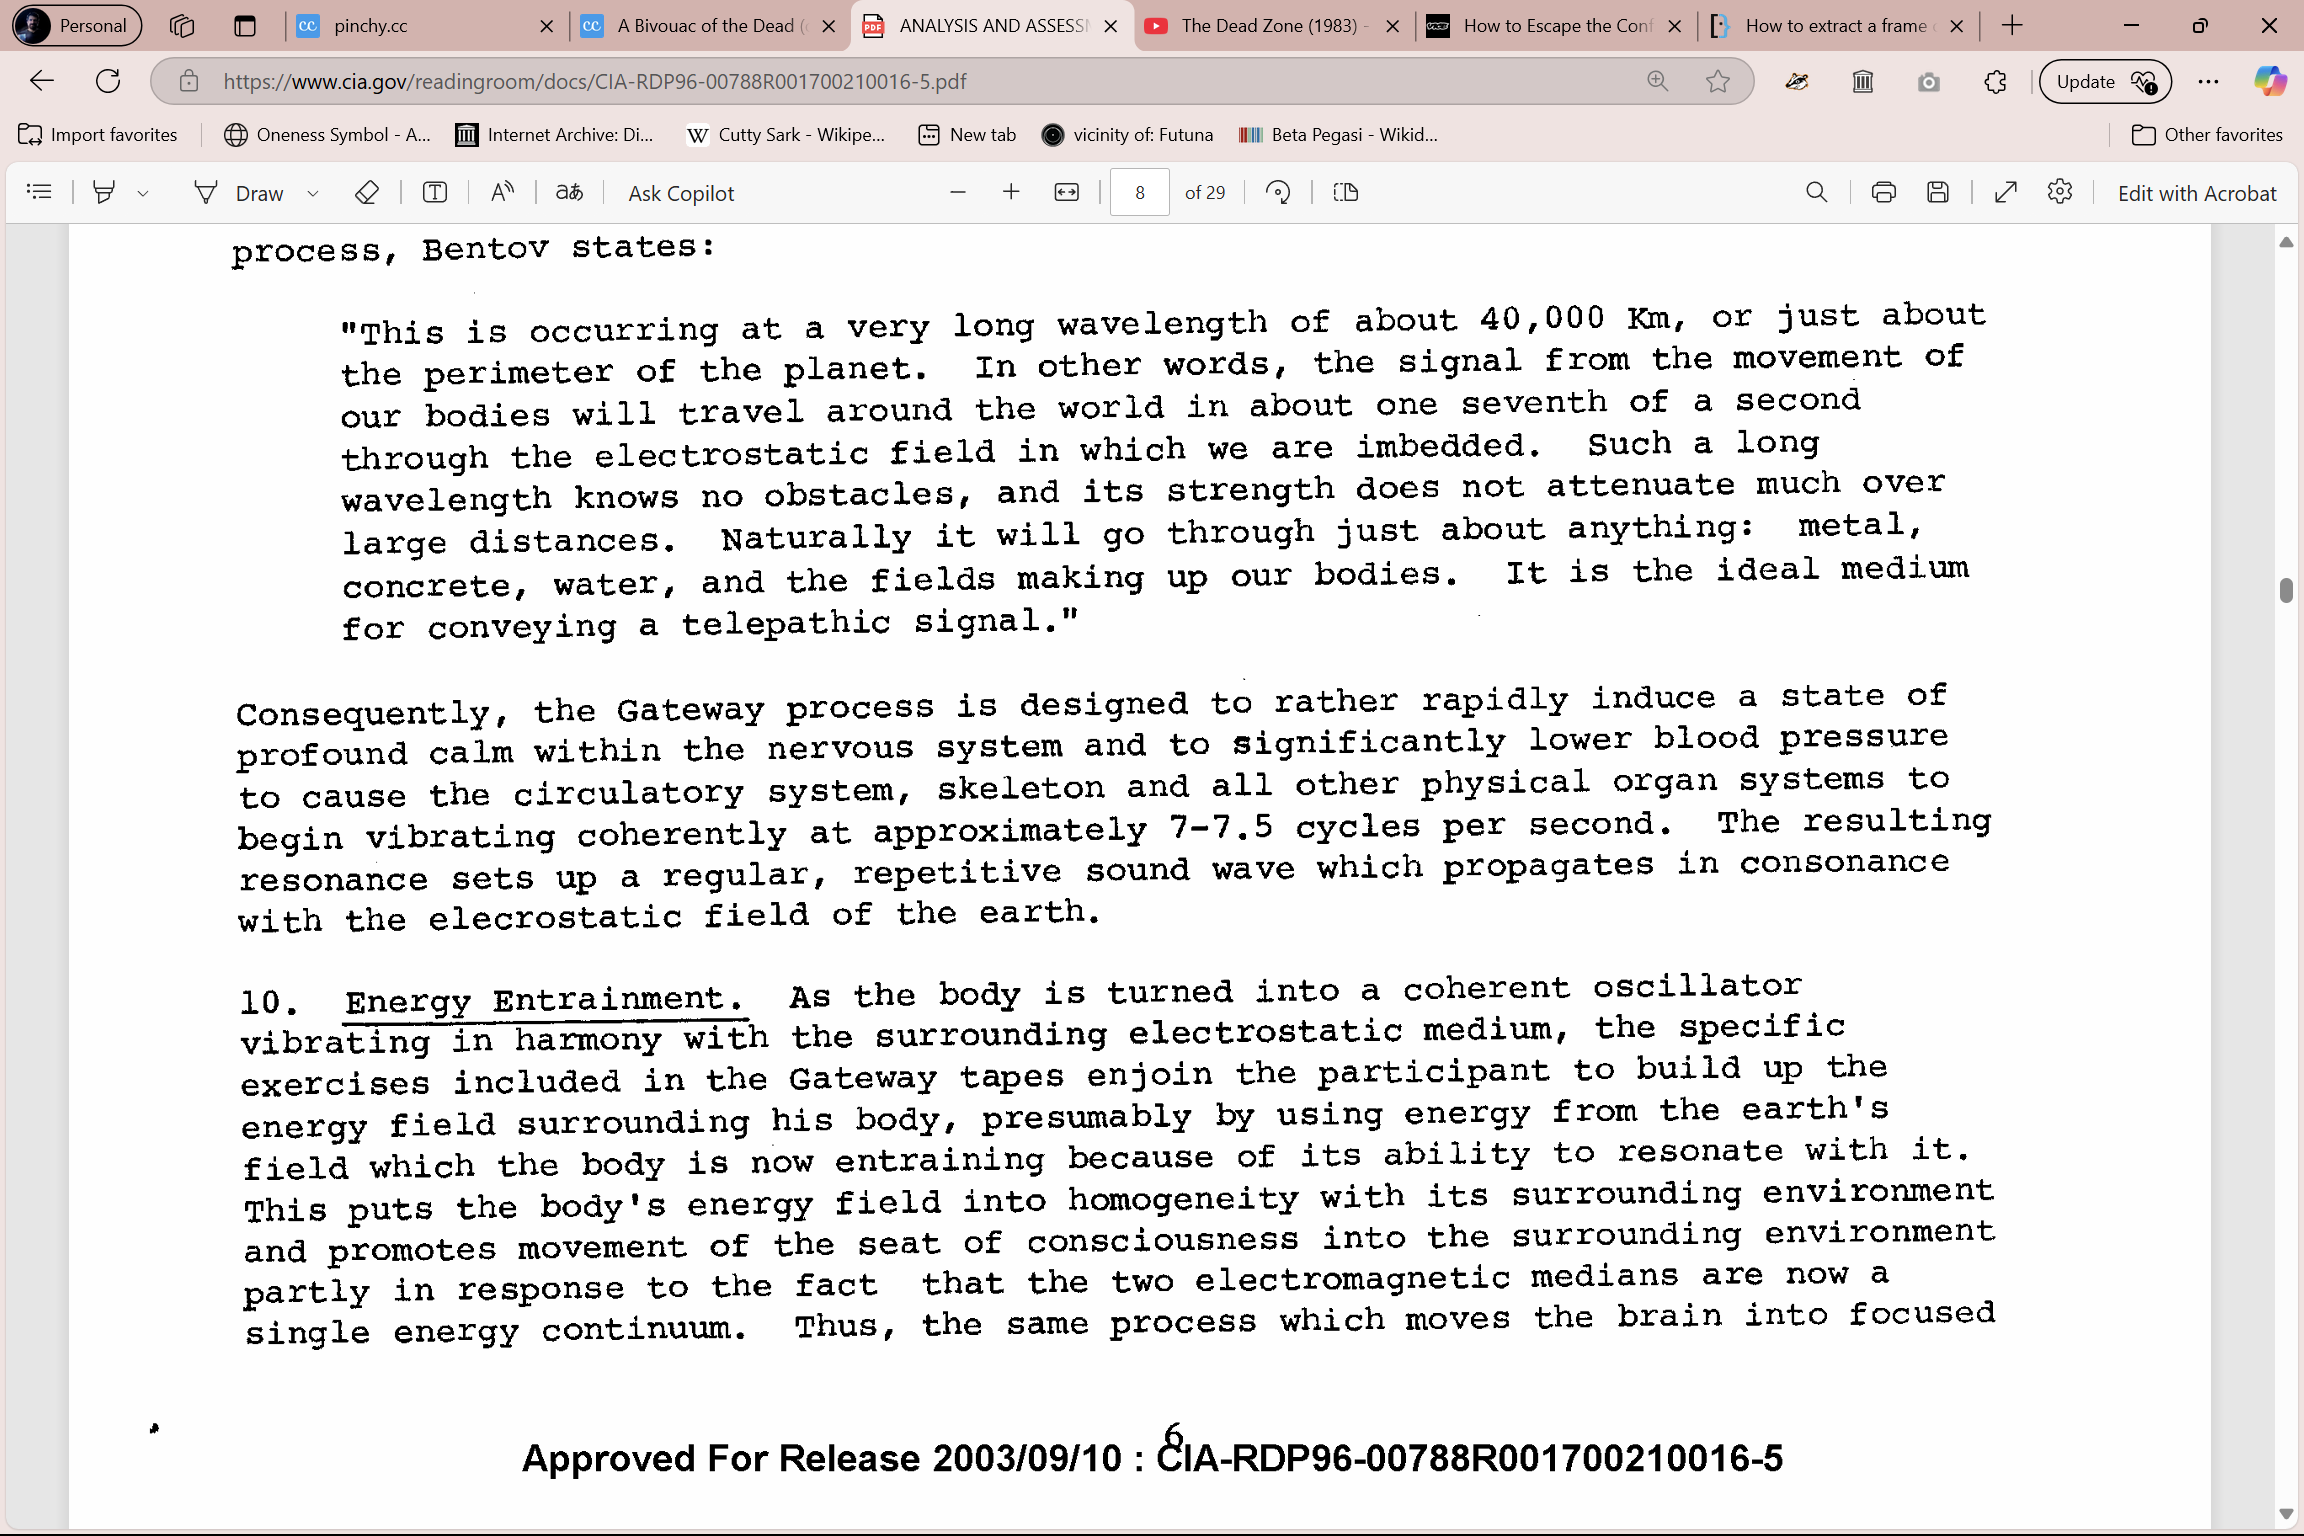 Personal
pinchy.cc
A Bivouac of the Dead (
ANALYSIS AND ASSESSM
The Dead Zone (1983) -
How to Escape the Conf
How to extract a frame
https://www.cia.gov/readingroom/docs/CIA-RDP96-00788R001700210016-5.pdf
Update
Import favorites
Oneness Symbol - A...
Internet Archive: Di...
Cutty Sark - Wikipe...
New tab
vicinity of: Futuna
Beta Pegasi - Wikid...
Other favorites
Draw
Ask Copilot
8 of 29
Edit with Acrobat
process, Bentov states:
"This is occurring at a very long wavelength of about 40,000 Km, or just about
the perimeter of the planet. In other words, the signal from the movement of
our bodies will travel around the world in about one seventh of a second
through the electrostatic field in which we are imbedded. Such a long
wavelength knows no obstacles, and its strength does not attenuate much over
large distances. Naturally it will go through just about anything: metal,
concrete, water, and the fields making up our bodies. It is the ideal medium
for conveying a telepathic signal."
Consequently, the Gateway process is designed to rather rapidly induce a state of
profound calm within the nervous system and to significantly lower blood pressure
to cause the circulatory system, skeleton and all other physical organ systems to
begin vibrating coherently at approximately 7-7.5 cycles per second. The resulting
resonance sets up a regular, repetitive sound wave which propagates in consonance
with the elecrostatic field of the earth.
10. Energy Entrainment. As the body is turned into a coherent oscillator
vibrating in harmony with the surrounding electrostatic medium, the specific
exercises included in the Gateway tapes enjoin the participant to build up the
energy field surrounding his body, presumably by using energy from the earth's
field which the body is now entraining because of its ability to resonate with it.
This puts the body's energy field into homogeneity with its surrounding environment
and promotes movement of the seat of consciousness into the surrounding environment
partly in response to the fact that the two electromagnetic medians are now a
single energy continuum. Thus, the same process which moves the brain into focused
6
Approved For Release 2003/09/10 : CIA-RDP96-00788R001700210016-5